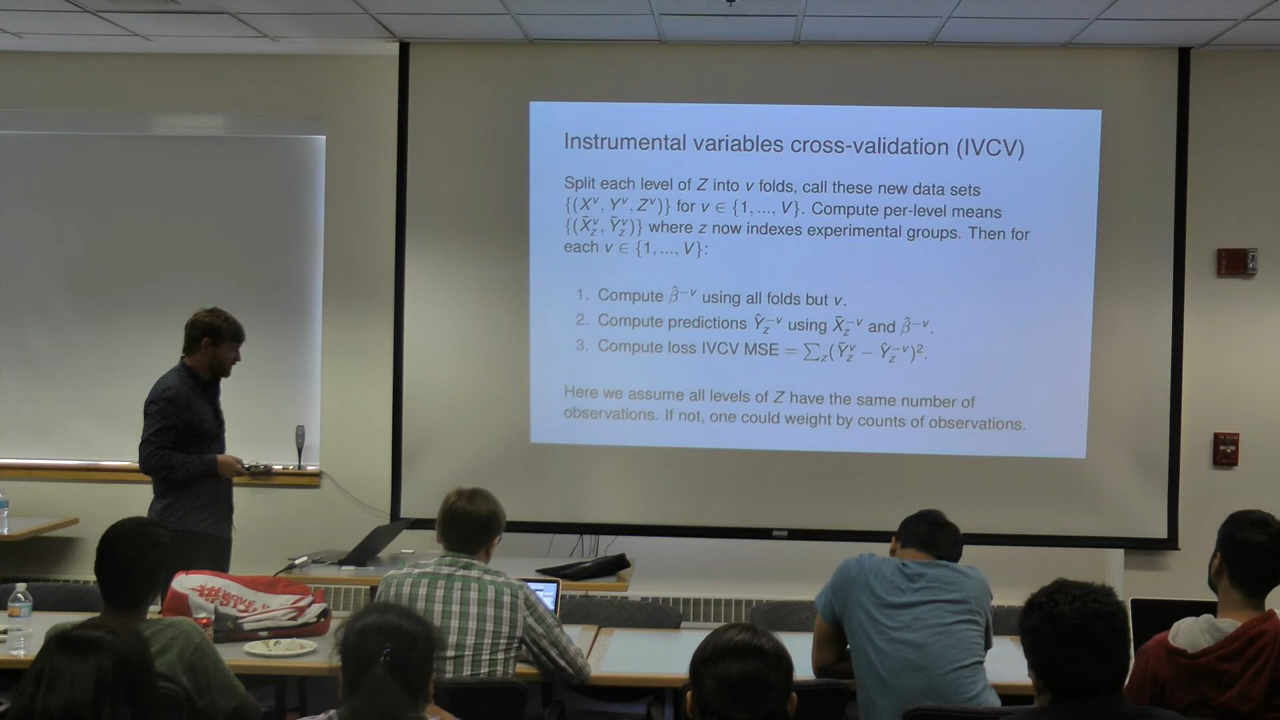 Instrumental variables cross-validation (IVCV)
Split each level of Z into v folds, call these new data sets
{(Xᵛ, Yᵛ, Zᵛ)} for v ∈ {1, ..., V}. Compute per-level means
{(X̄_z^v, Ȳ_z^v)} where z now indexes experimental groups. Then for
each v ∈ {1, ..., V}:
1. Compute β̂^{-v} using all folds but v.
2. Compute predictions Ŷ_z^{-v} using X̄_z^{-v} and β̂^{-v}.
3. Compute loss IVCV MSE = ∑_z(Ȳ_z^v − Ŷ_z^{-v})².
Here we assume all levels of Z have the same number of
observations. If not, one could weight by counts of observations.